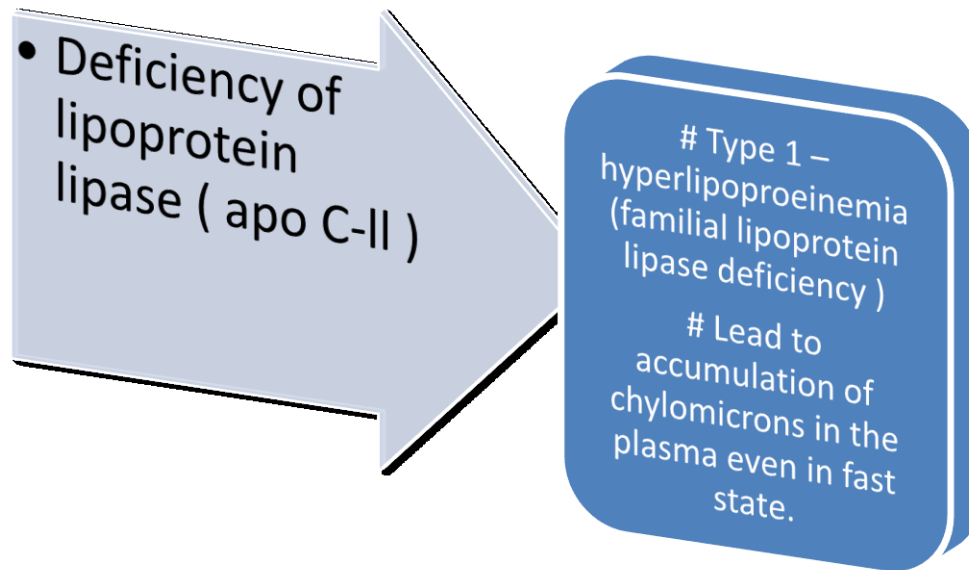 • Deficiency of
lipoprotein
lipase ( apo C-II )
# Type 1 –
hyperlipoproeinemia
(familial lipoprotein
lipase deficiency )
# Lead to
accumulation of
chylomicrons in the
plasma even in fast
state.